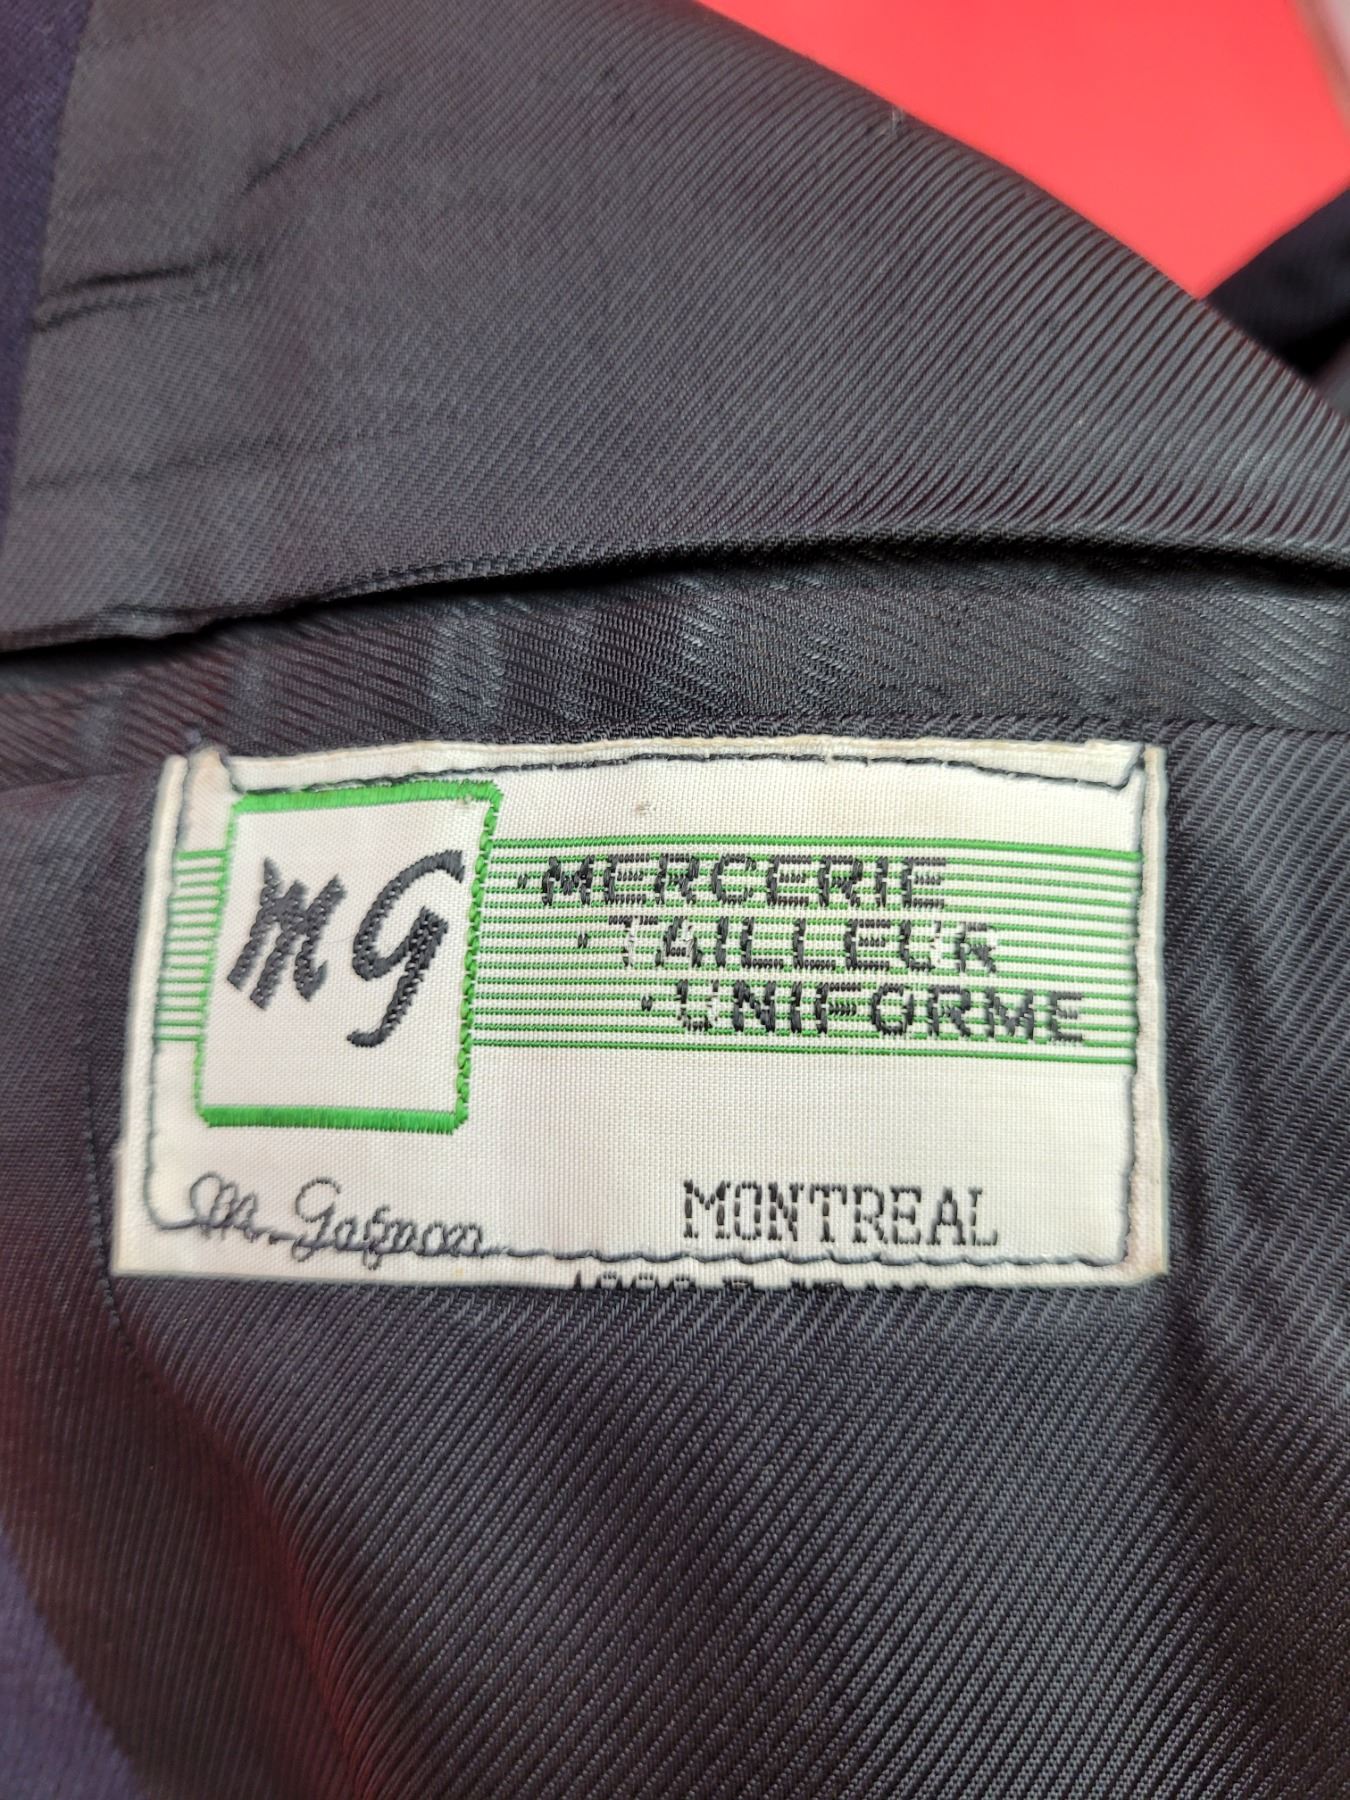 MG
·MERCERIE
·TAILLEUR
·UNIFORME
M. Gagnon
MONTREAL